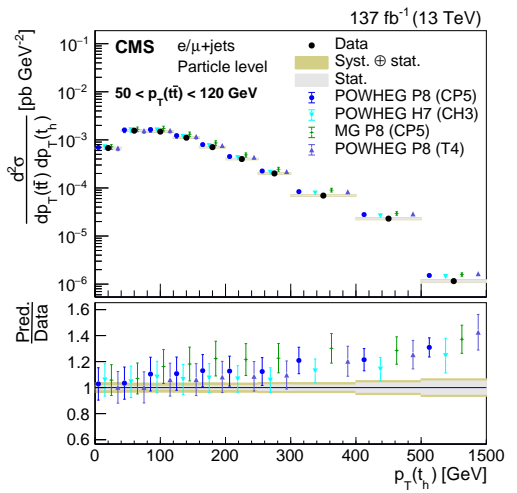 137 fb⁻¹ (13 TeV)
CMS e/μ+jets
Particle level
50 < p_T(tt̄) < 120 GeV
Data
Syst. ⊕ stat.
Stat.
POWHEG P8 (CP5)
POWHEG H7 (CH3)
MG P8 (CP5)
POWHEG P8 (T4)
d²σ / dp_T(tt̄) dp_T(t_h) [pb GeV⁻²]
10⁻¹
10⁻²
10⁻³
10⁻⁴
10⁻⁵
10⁻⁶
Pred. / Data
1.6
1.4
1.2
1.0
0.8
0.6
0 100 200 300 400 500 1500
p_T(t_h) [GeV]